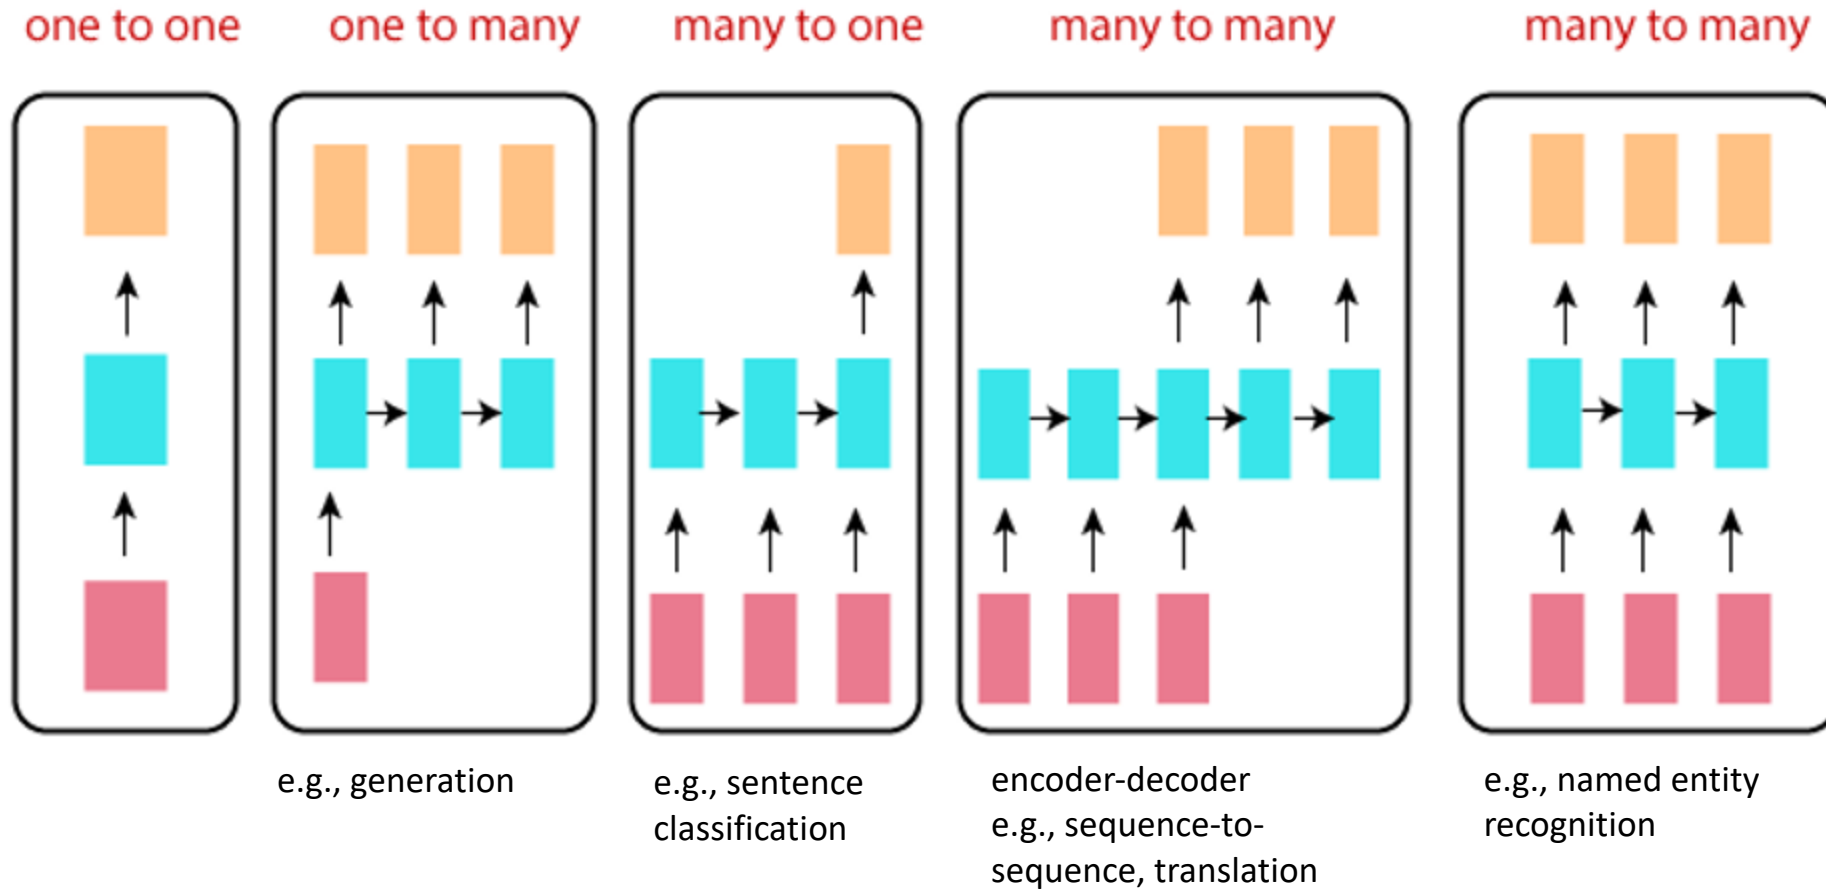 one to one
one to many
many to one
many to many
many to many
e.g., generation
e.g., sentence
classification
encoder-decoder
e.g., sequence-to-
sequence, translation
e.g., named entity
recognition